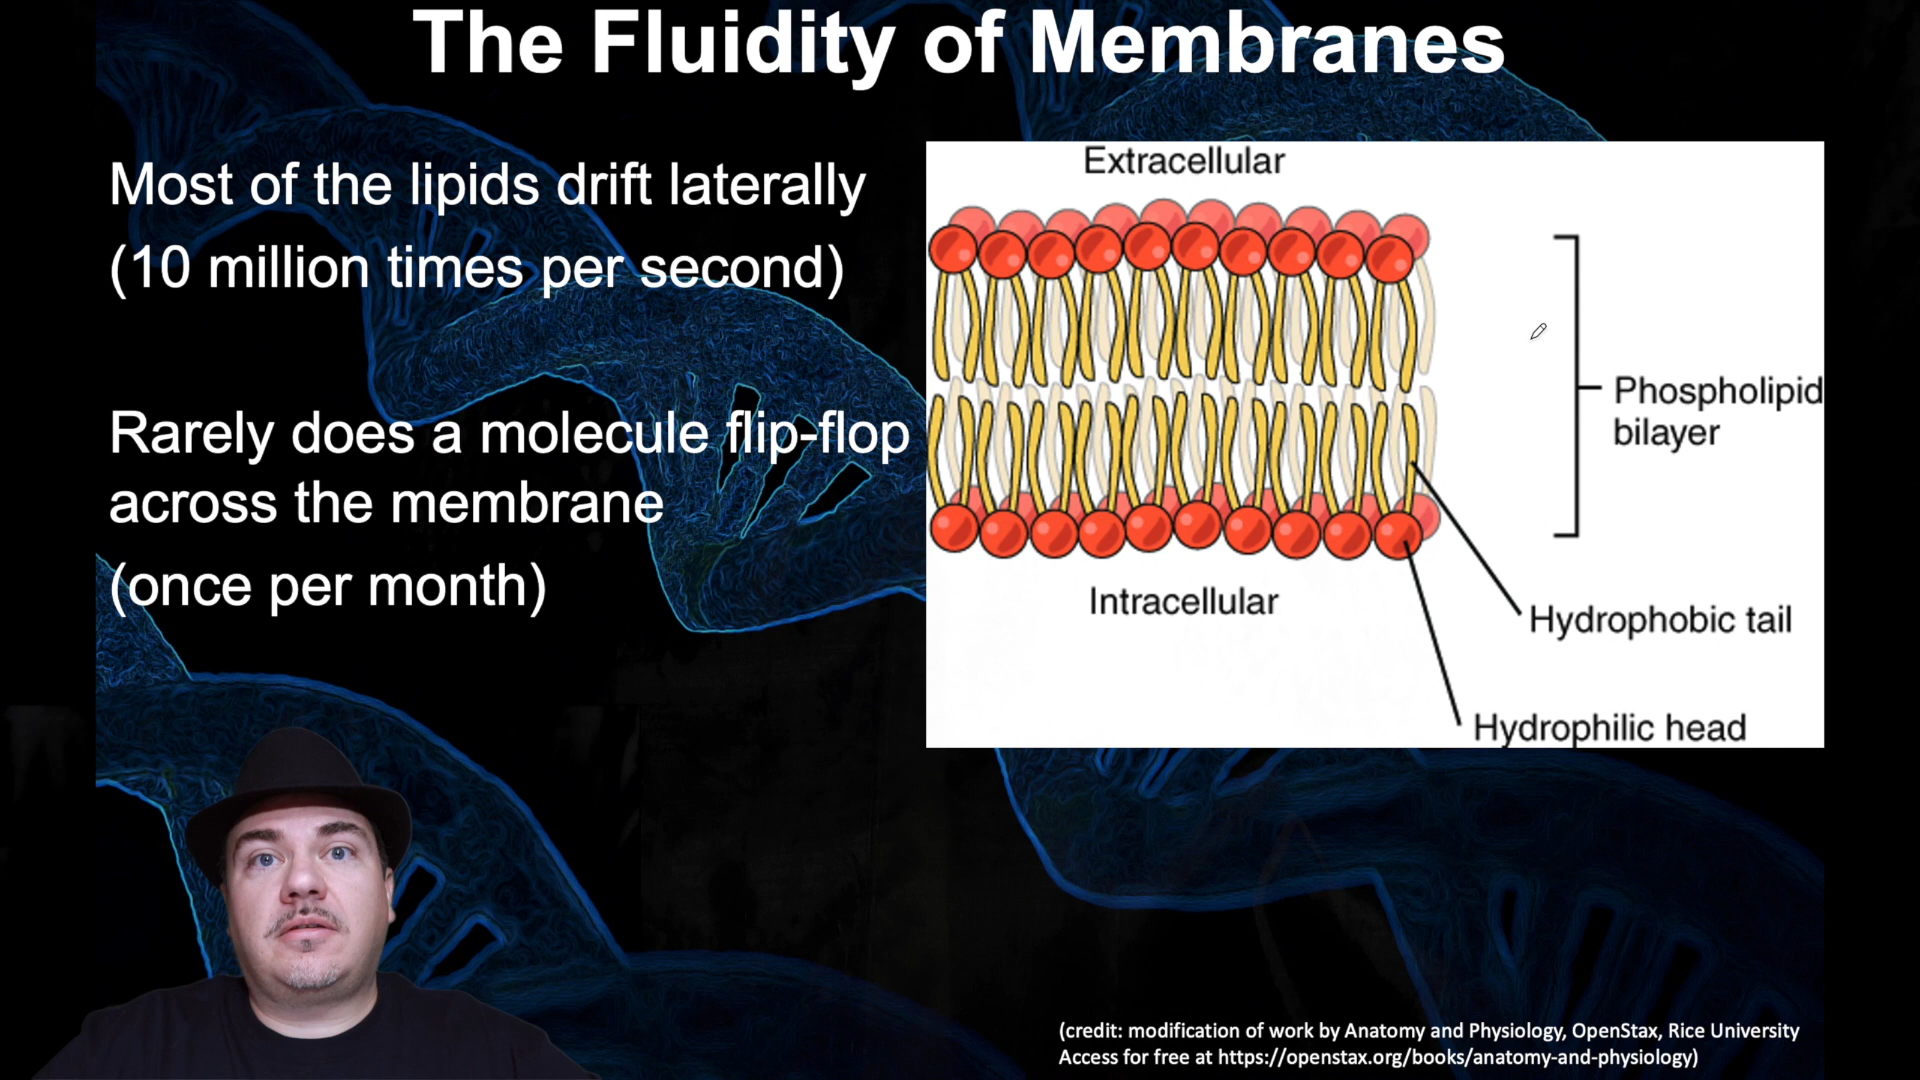 The Fluidity of Membranes
Most of the lipids drift laterally
(10 million times per second)
Rarely does a molecule flip-flop
across the membrane
(once per month)
Extracellular
Phospholipid
bilayer
Intracellular
Hydrophobic tail
Hydrophilic head
(credit: modification of work by Anatomy and Physiology, OpenStax, Rice University
Access for free at https://openstax.org/books/anatomy-and-physiology)